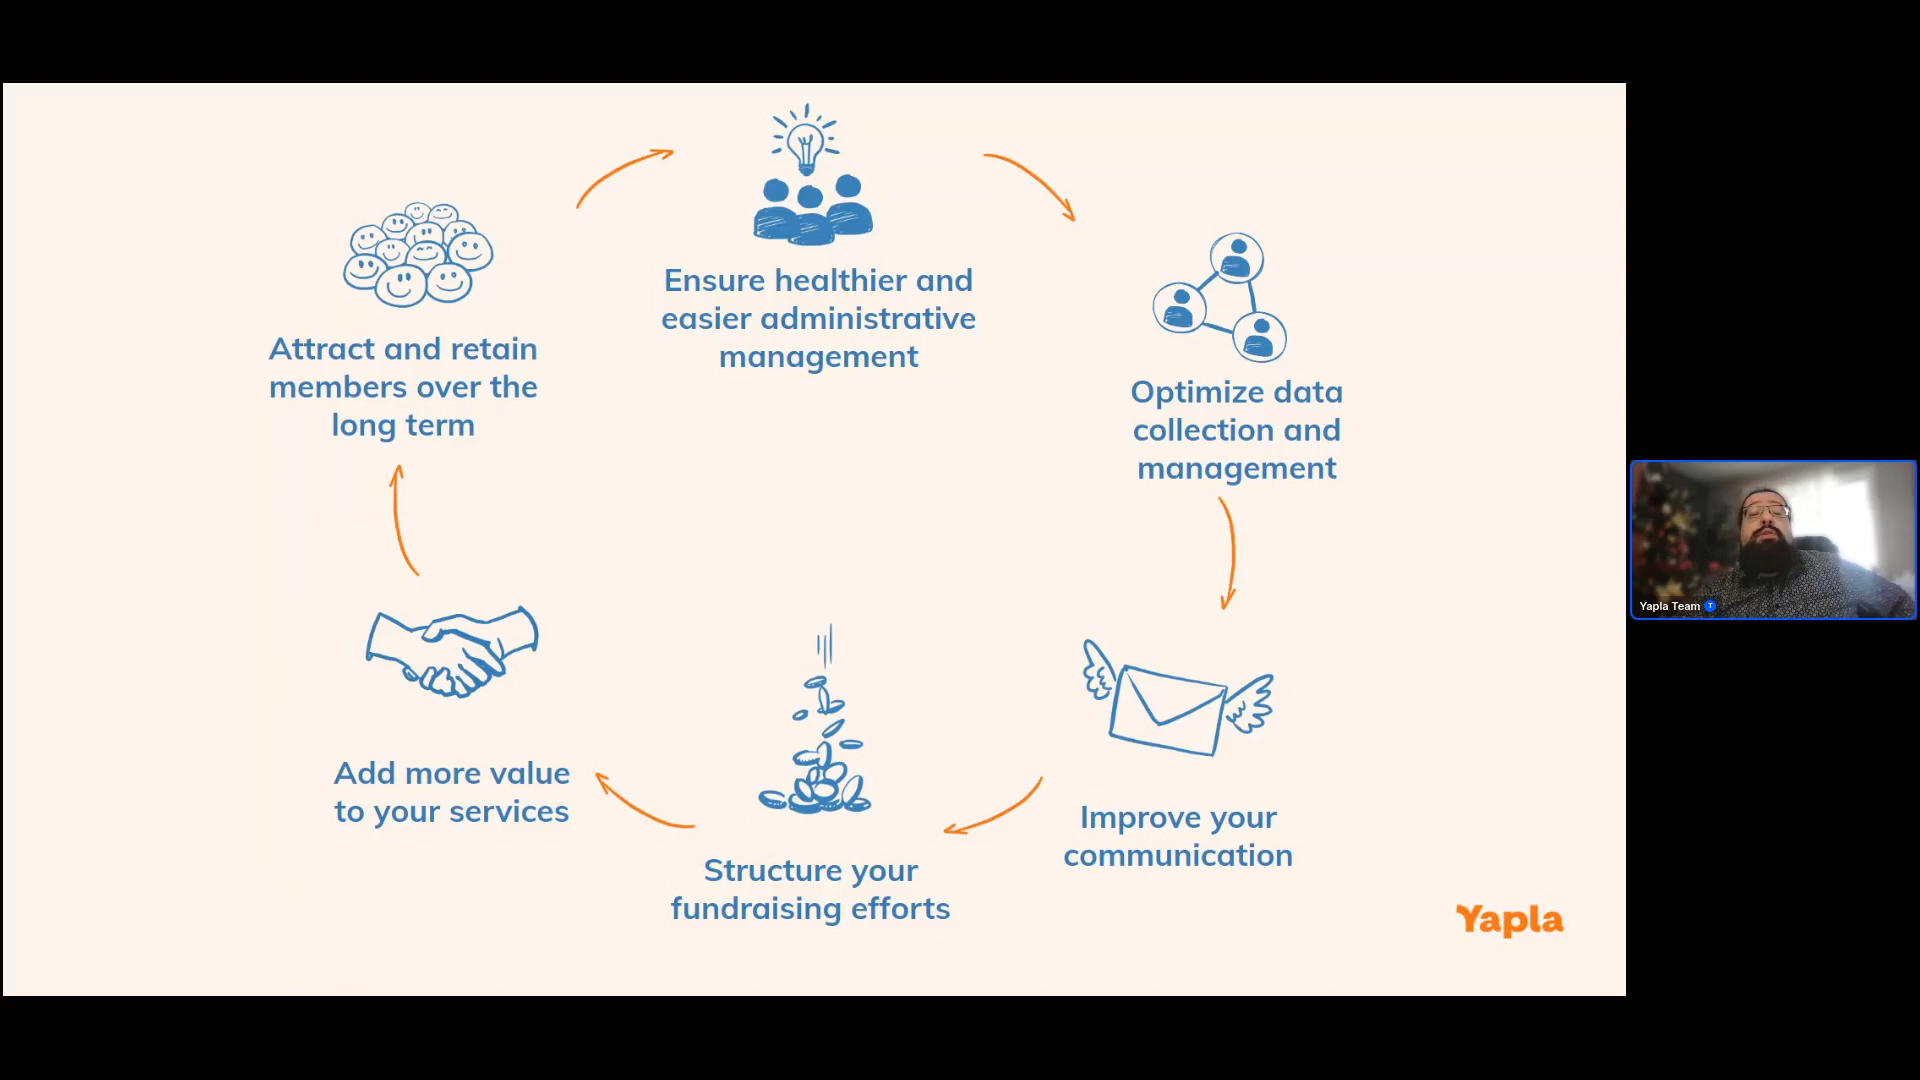 Ensure healthier and
easier administrative
management
Optimize data
collection and
management
Improve your
communication
Structure your
fundraising efforts
Add more value
to your services
Attract and retain
members over the
long term
Yapla
Yapla Team T